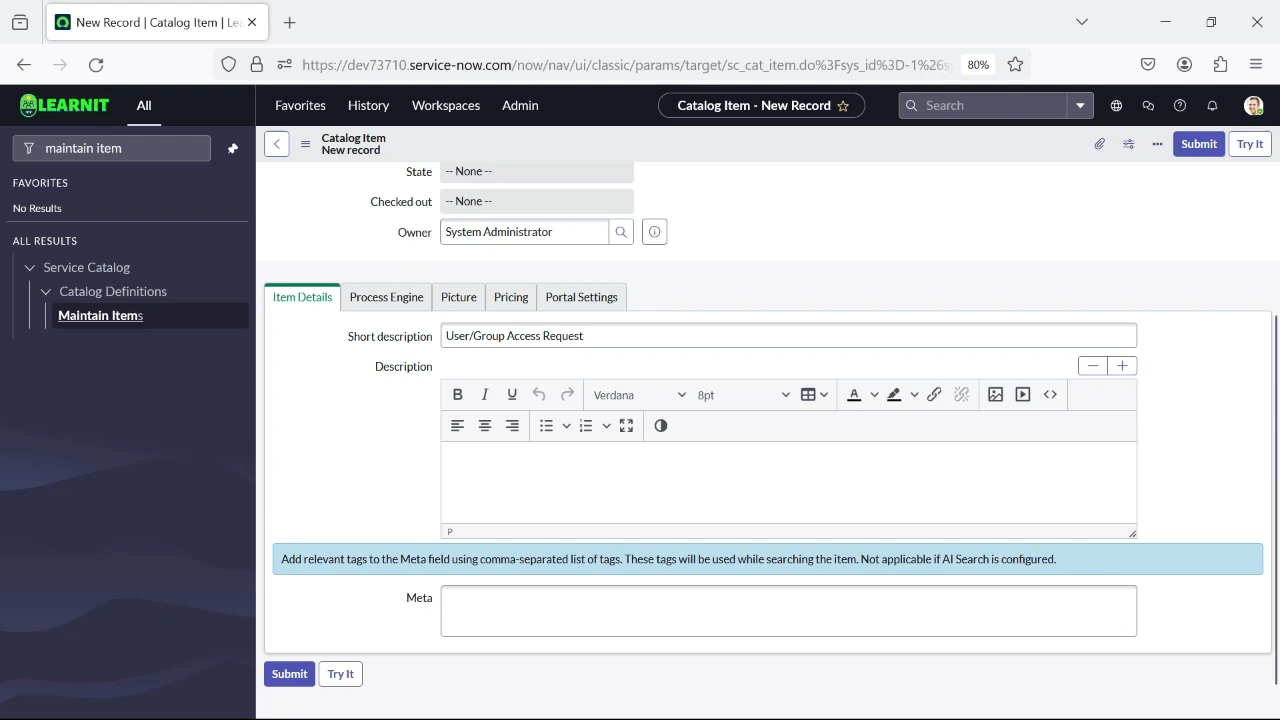 New Record | Catalog Item | Le
https://dev73710.service-now.com/now/nav/ui/classic/params/target/sc_cat_item.do%3Fsys_id%3D-1%26sy
80%
LEARNIT
All
Favorites
History
Workspaces
Admin
Catalog Item - New Record
Search
maintain item
FAVORITES
No Results
ALL RESULTS
Service Catalog
Catalog Definitions
Maintain Items
Catalog Item
New record
Submit
Try It
State
-- None --
Checked out
-- None --
Owner
System Administrator
Item Details
Process Engine
Picture
Pricing
Portal Settings
Short description
User/Group Access Request
Description
B I U
Verdana
8pt
A
P
Add relevant tags to the Meta field using comma-separated list of tags. These tags will be used while searching the item. Not applicable if AI Search is configured.
Meta
Submit
Try It